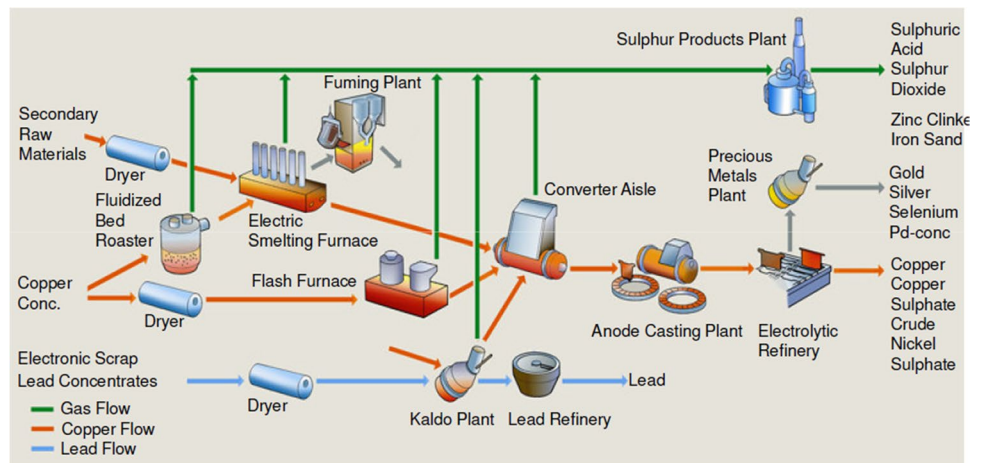 Sulphur Products Plant
Sulphuric
Acid
Sulphur
Dioxide
Fuming Plant
Zinc Clinke
Iron Sand
Secondary
Raw
Materials
Dryer
Precious
Metals
Plant
Gold
Silver
Selenium
Pd-conc
Converter Aisle
Fluidized
Bed
Roaster
Electric
Smelting Furnace
Copper
Conc.
Flash Furnace
Dryer
Copper
Copper
Sulphate
Crude
Nickel
Sulphate
Anode Casting Plant
Electrolytic
Refinery
Electronic Scrap
Lead Concentrates
Dryer
Lead
Kaldo Plant
Lead Refinery
Gas Flow
Copper Flow
Lead Flow